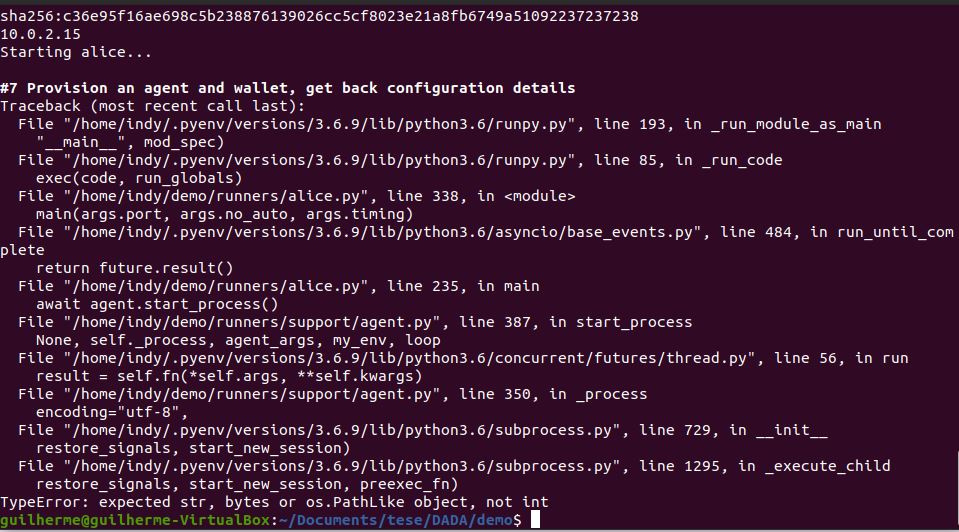 sha256:c36e95f16ae698c5b238876139026cc5cf8023e21a8fb6749a51092237237238
10.0.2.15
Starting alice...
#7 Provision an agent and wallet, get back configuration details
Traceback (most recent call last):
  File "/home/indy/.pyenv/versions/3.6.9/lib/python3.6/runpy.py", line 193, in _run_module_as_main
    "__main__", mod_spec)
  File "/home/indy/.pyenv/versions/3.6.9/lib/python3.6/runpy.py", line 85, in _run_code
    exec(code, run_globals)
  File "/home/indy/demo/runners/alice.py", line 338, in <module>
    main(args.port, args.no_auto, args.timing)
  File "/home/indy/.pyenv/versions/3.6.9/lib/python3.6/asyncio/base_events.py", line 484, in run_until_com
plete
    return future.result()
  File "/home/indy/demo/runners/alice.py", line 235, in main
    await agent.start_process()
  File "/home/indy/demo/runners/support/agent.py", line 387, in start_process
    None, self._process, agent_args, my_env, loop
  File "/home/indy/.pyenv/versions/3.6.9/lib/python3.6/concurrent/futures/thread.py", line 56, in run
    result = self.fn(*self.args, **self.kwargs)
  File "/home/indy/demo/runners/support/agent.py", line 350, in _process
    encoding="utf-8",
  File "/home/indy/.pyenv/versions/3.6.9/lib/python3.6/subprocess.py", line 729, in __init__
    restore_signals, start_new_session)
  File "/home/indy/.pyenv/versions/3.6.9/lib/python3.6/subprocess.py", line 1295, in _execute_child
    restore_signals, start_new_session, preexec_fn)
TypeError: expected str, bytes or os.PathLike object, not int
guilherme@guilherme-VirtualBox:~/Documents/tese/DADA/demo$